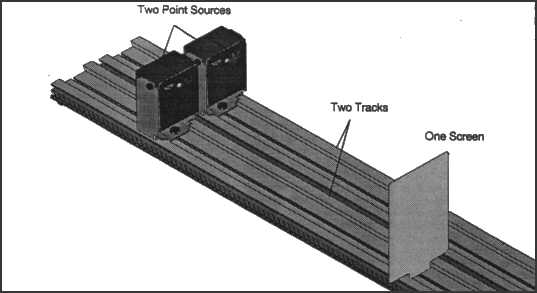 Two Point Sources
Two Tracks
One Screen